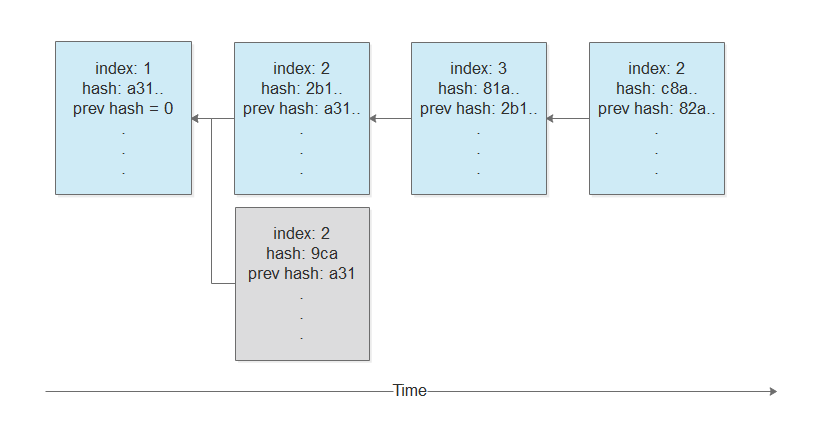 index: 1
hash: a31..
prev hash = 0
.
.
.
index: 2
hash: 2b1..
prev hash: a31..
.
.
.
index: 3
hash: 81a..
prev hash: 2b1..
.
.
.
index: 2
hash: c8a..
prev hash: 82a..
.
.
.
index: 2
hash: 9ca
prev hash: a31
.
.
.
Time